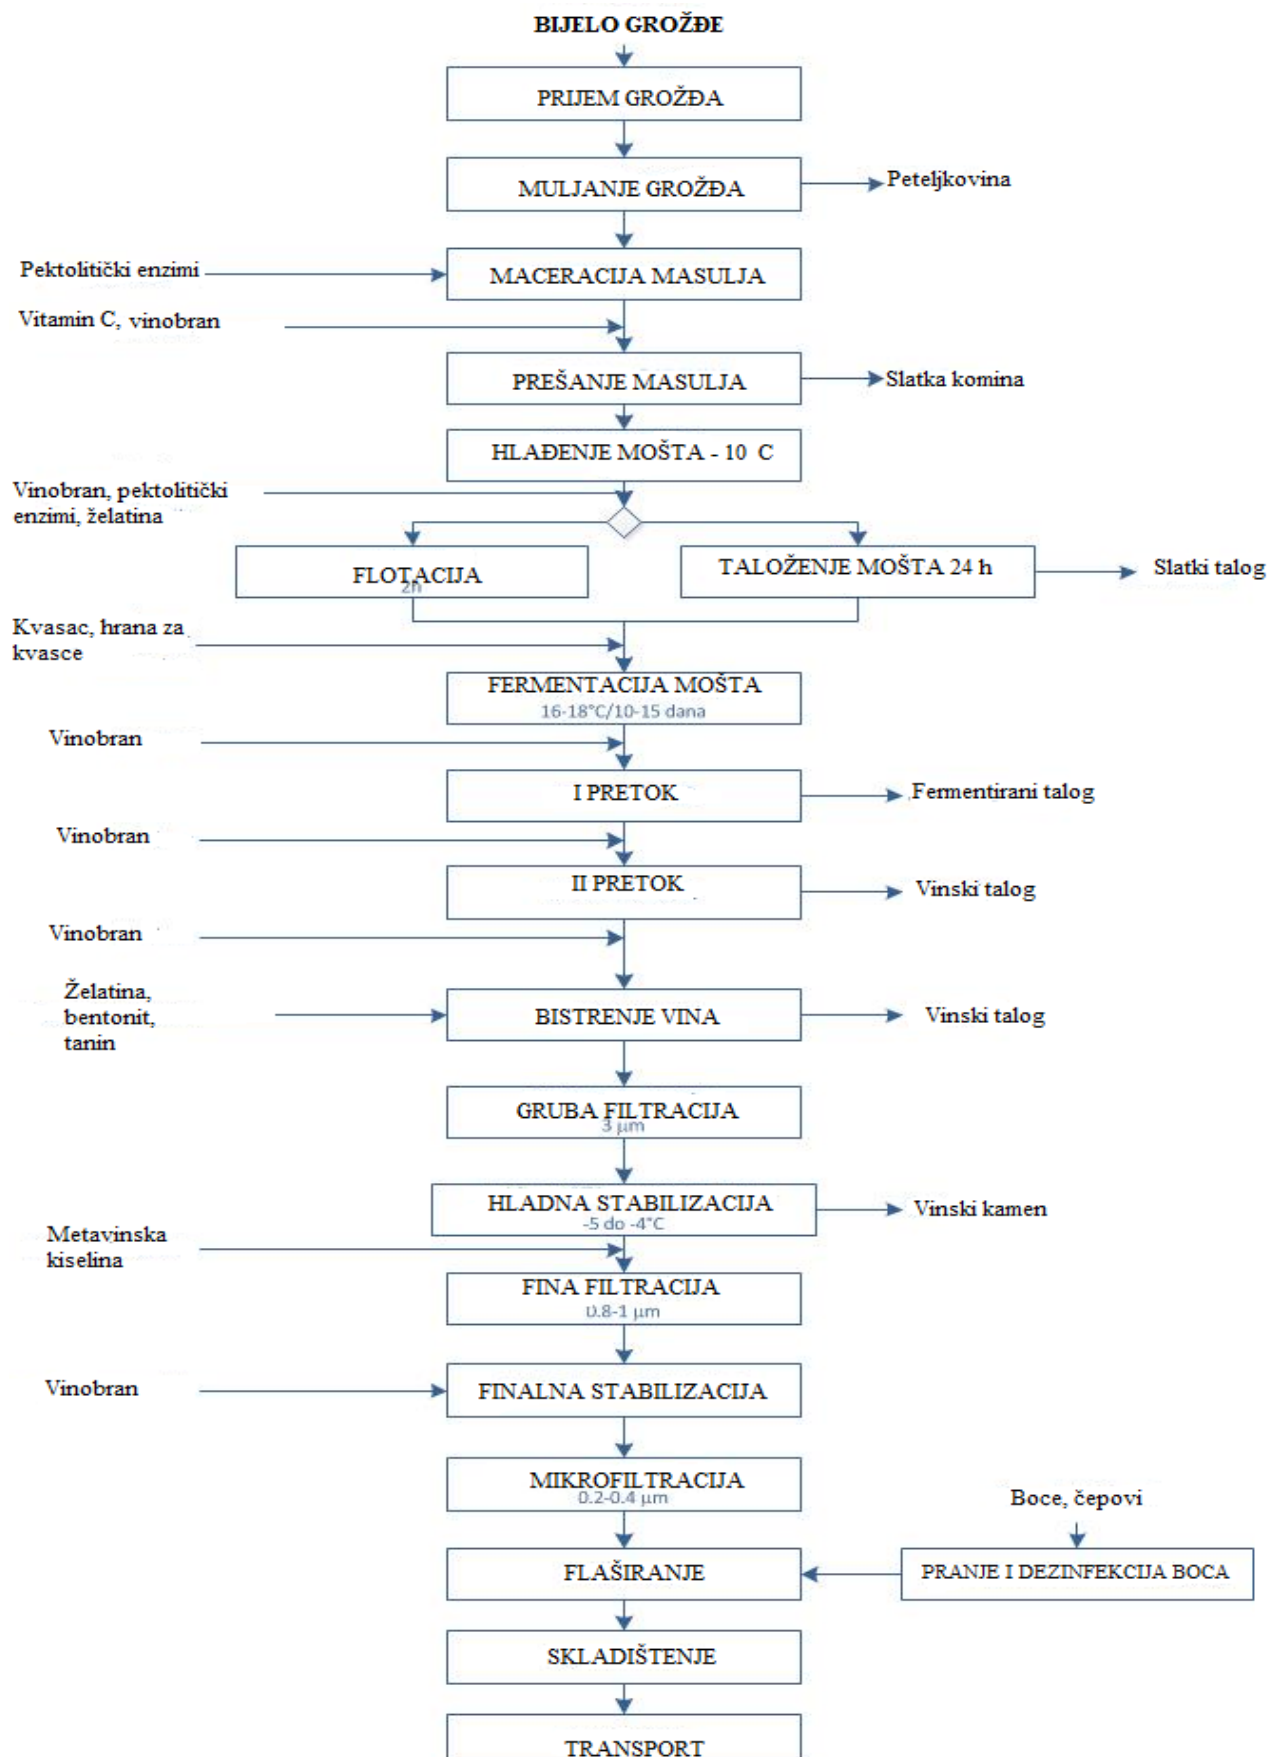 BIJELO GROŽĐE
PRIJEM GROŽĐA
MULJANJE GROŽĐA
Peteljkovina
Pektolitički enzimi
MACERACIJA MASULJA
Vitamin C, vinobran
PREŠANJE MASULJA
Slatka komina
HLAĐENJE MOŠTA - 10 C
Vinobran, pektolitički
enzimi, želatina
FLOTACIJA
2h
TALOŽENJE MOŠTA 24 h
Slatki talog
Kvasac, hrana za
kvasce
FERMENTACIJA MOŠTA
16-18°C/10-15 dana
Vinobran
I PRETOK
Fermentirani talog
Vinobran
II PRETOK
Vinski talog
Vinobran
Želatina,
bentonit,
tanin
BISTRENJE VINA
Vinski talog
GRUBA FILTRACIJA
3 µm
HLADNA STABILIZACIJA
-5 do -4°C
Vinski kamen
Metavinska
kiselina
FINA FILTRACIJA
0.8-1 µm
Vinobran
FINALNA STABILIZACIJA
MIKROFILTRACIJA
0.2-0.4 µm
Boce, čepovi
FLAŠIRANJE
PRANJE I DEZINFEKCIJA BOCA
SKLADIŠTENJE
TRANSPORT